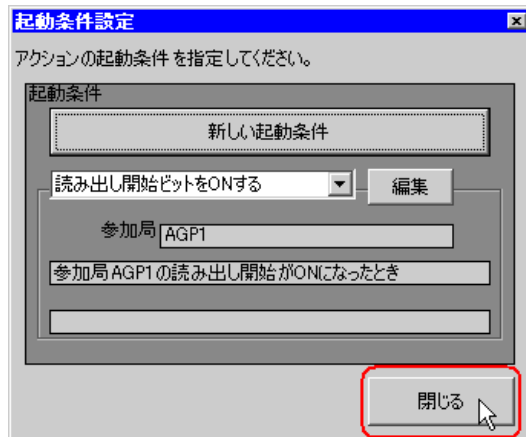 起動条件設定
アクションの起動条件を指定してください。
起動条件
新しい起動条件
読み出し開始ビットをONする
編集
参加局 AGP1
参加局AGP1の読み出し開始がONになったとき
閉じる